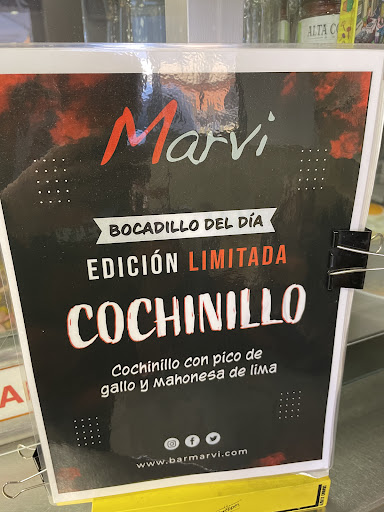 ALTA
Marvi
BOCADILLO DEL DÍA
EDICIÓN LIMITADA
COCHINILLO
Cochinillo con pico de
gallo y mahonesa de lima
www.barmarvi.com